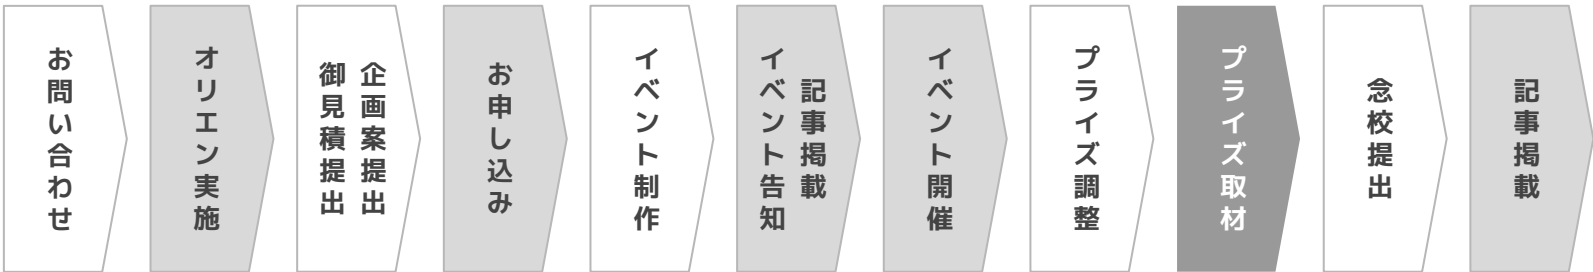 お問い合わせ
オリエン実施
企画案提出
御見積提出
お申し込み
イベント制作
記事掲載
イベント告知
イベント開催
プライズ調整
プライズ取材
念校提出
記事掲載